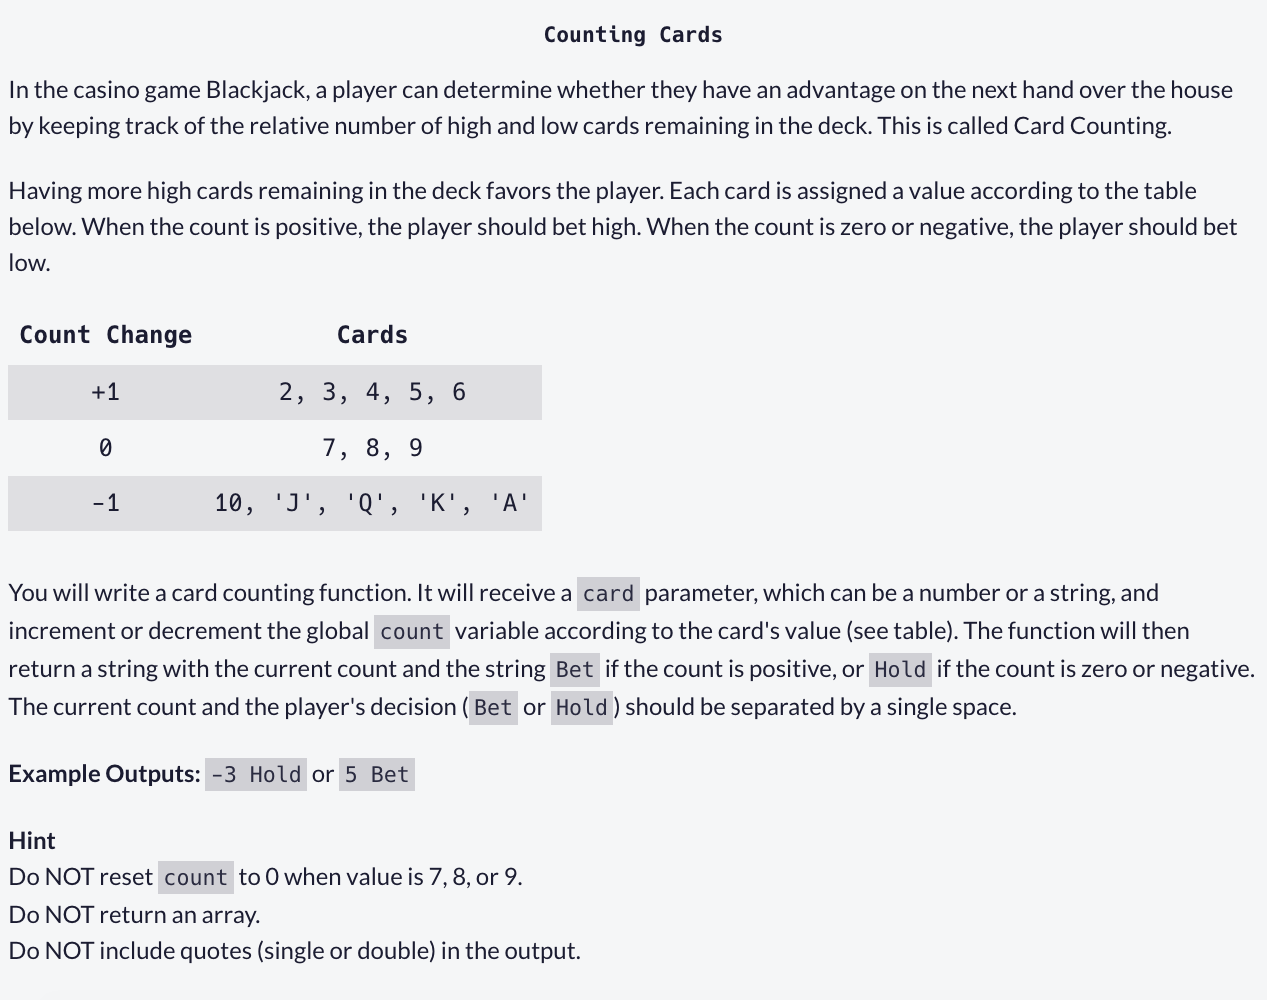 Counting Cards
In the casino game Blackjack, a player can determine whether they have an advantage on the next hand over the house
by keeping track of the relative number of high and low cards remaining in the deck. This is called Card Counting.
Having more high cards remaining in the deck favors the player. Each card is assigned a value according to the table
below. When the count is positive, the player should bet high. When the count is zero or negative, the player should bet
low.
Count Change Cards
+1 2, 3, 4, 5, 6
0 7, 8, 9
-1 10, 'J', 'Q', 'K', 'A'
You will write a card counting function. It will receive a card parameter, which can be a number or a string, and
increment or decrement the global count variable according to the card's value (see table). The function will then
return a string with the current count and the string Bet if the count is positive, or Hold if the count is zero or negative.
The current count and the player's decision (Bet or Hold) should be separated by a single space.
Example Outputs: -3 Hold or 5 Bet
Hint
Do NOT reset count to 0 when value is 7, 8, or 9.
Do NOT return an array.
Do NOT include quotes (single or double) in the output.